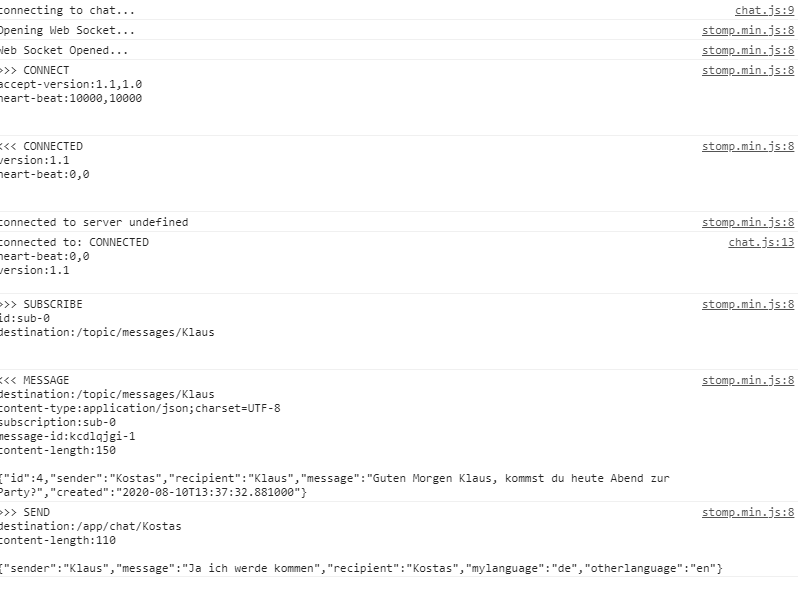 connecting to chat... chat.js:9
Opening Web Socket... stomp.min.js:8
Web Socket Opened... stomp.min.js:8
>>> CONNECT stomp.min.js:8
accept-version:1.1,1.0
heart-beat:10000,10000
<<< CONNECTED stomp.min.js:8
version:1.1
heart-beat:0,0
connected to server undefined stomp.min.js:8
connected to: CONNECTED chat.js:13
heart-beat:0,0
version:1.1
>>> SUBSCRIBE stomp.min.js:8
id:sub-0
destination:/topic/messages/Klaus
<<< MESSAGE stomp.min.js:8
destination:/topic/messages/Klaus
content-type:application/json;charset=UTF-8
subscription:sub-0
message-id:kcdlqjgi-1
content-length:150
{"id":4,"sender":"Kostas","recipient":"Klaus","message":"Guten Morgen Klaus, kommst du heute Abend zur
Party?","created":"2020-08-10T13:37:32.881000"}
>>> SEND stomp.min.js:8
destination:/app/chat/Kostas
content-length:110
{"sender":"Klaus","message":"Ja ich werde kommen","recipient":"Kostas","mylanguage":"de","otherlanguage":"en"}